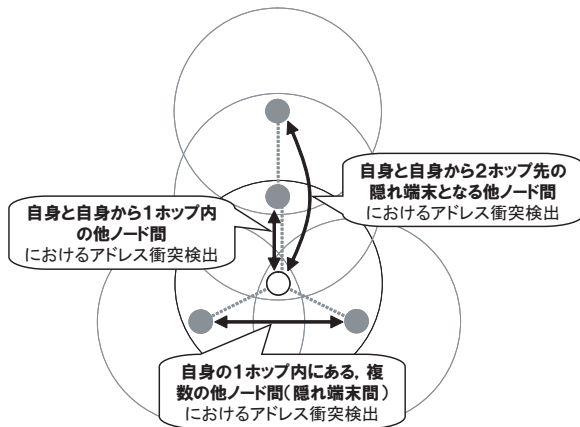 自身と自身から2ホップ先の
隠れ端末となる他ノード間
におけるアドレス衝突検出
自身と自身から1ホップ内
の他ノード間
におけるアドレス衝突検出
自身の1ホップ内にある，複
数の他ノード間（隠れ端末間）
におけるアドレス衝突検出